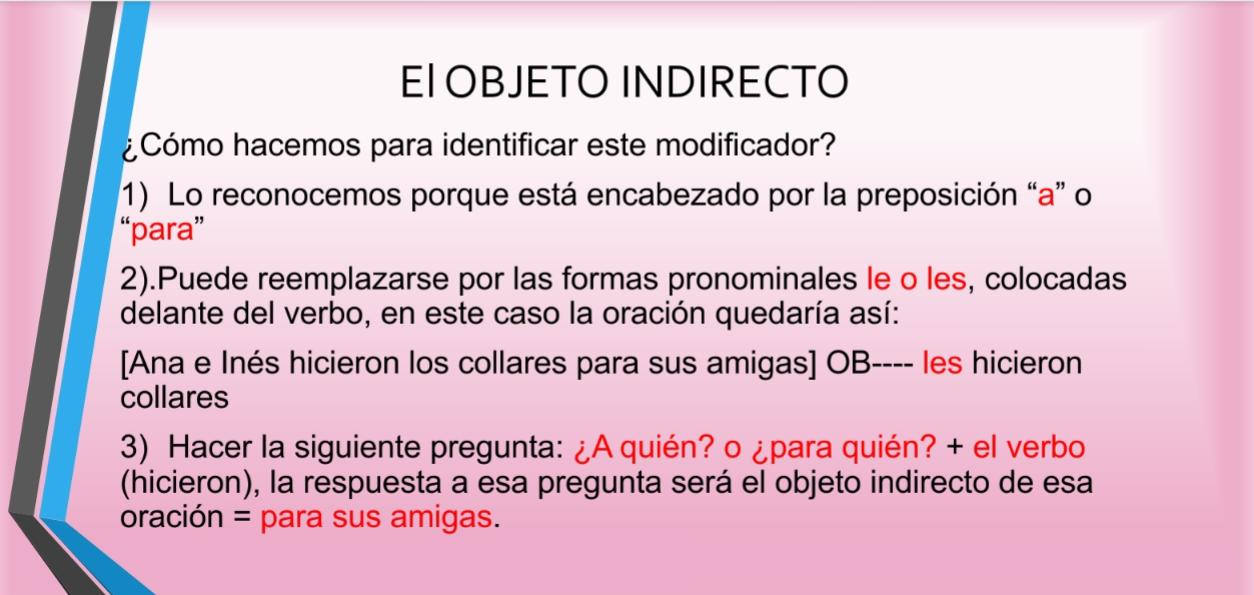 El OBJETO INDIRECTO
¿Cómo hacemos para identificar este modificador?
1) Lo reconocemos porque está encabezado por la preposición “a” o
“para”
2).Puede reemplazarse por las formas pronominales le o les, colocadas
delante del verbo, en este caso la oración quedaría así:
[Ana e Inés hicieron los collares para sus amigas] OB---- les hicieron
collares
3) Hacer la siguiente pregunta: ¿A quién? o ¿para quién? + el verbo
(hicieron), la respuesta a esa pregunta será el objeto indirecto de esa
oración = para sus amigas.